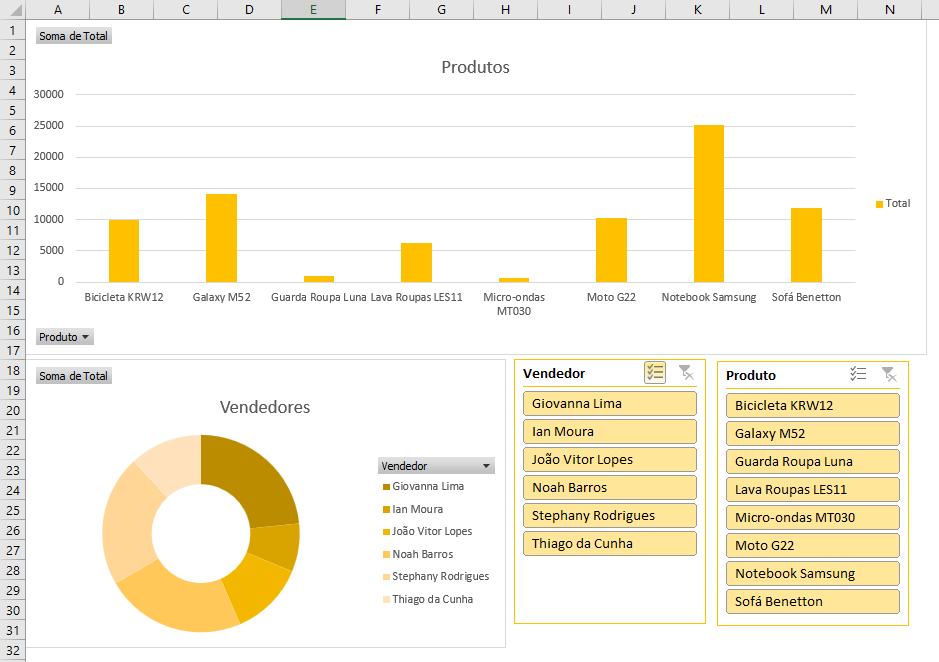 A B C D E F G H I J K L M N
1
2
3
4
5
6
7
8
9
10
11
12
13
14
15
16
17
18
19
20
21
22
23
24
25
26
27
28
29
30
31
32
Soma de Total
Produtos
30000
25000
20000
15000
10000
5000
0
Total
Bicicleta KRW12 Galaxy M52 Guarda Roupa Luna Lava Roupas LES11 Micro-ondas Moto G22 Notebook Samsung Sofá Benetton
MT030
Produto
Soma de Total
Vendedores
Vendedor
Giovanna Lima
Ian Moura
João Vitor Lopes
Noah Barros
Stephany Rodrigues
Thiago da Cunha
Vendedor
Giovanna Lima
Ian Moura
João Vitor Lopes
Noah Barros
Stephany Rodrigues
Thiago da Cunha
Produto
Bicicleta KRW12
Galaxy M52
Guarda Roupa Luna
Lava Roupas LES11
Micro-ondas MT030
Moto G22
Notebook Samsung
Sofá Benetton